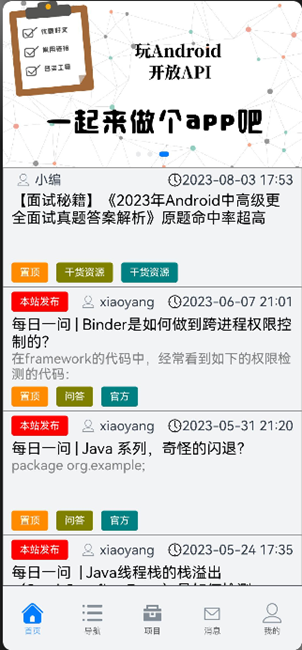 优质好文
常用链接
日常工具
玩Android
开放API
一起来做个app吧
小编 2023-08-03 17:53
【面试秘籍】《2023年Android中高级更
全面试真题答案解析》原题命中率超高
置顶 干货资源 干货资源
本站发布 xiaoyang 2023-06-07 21:01
每日一问 | Binder是如何做到跨进程权限控
制的?
在framework的代码中，经常看到如下的权限检
测的代码:
置顶 问答 官方
本站发布 xiaoyang 2023-05-31 21:20
每日一问 | Java 系列，奇怪的闪退?
package org.example;
置顶 问答 官方
本站发布 xiaoyang 2023-05-24 17:35
每日一问 | Java线程栈的栈溢出
首页 导航 项目 消息 我的